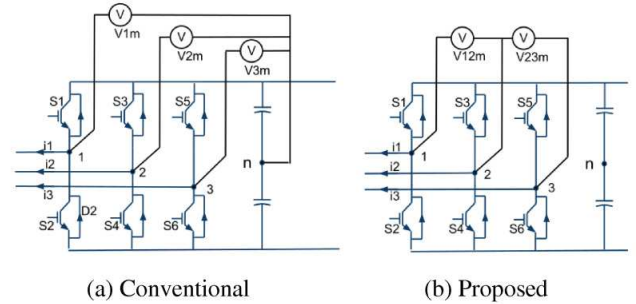 V
V1m
V
V2m
V
V3m
S1
S3
S5
i1
1
i2
2
n
i3
3
D2
S2
S4
S6
(a) Conventional
V
V
V12m
V23m
S1
S3
S5
i1
1
i2
2
n
i3
3
S2
S4
S6
(b) Proposed